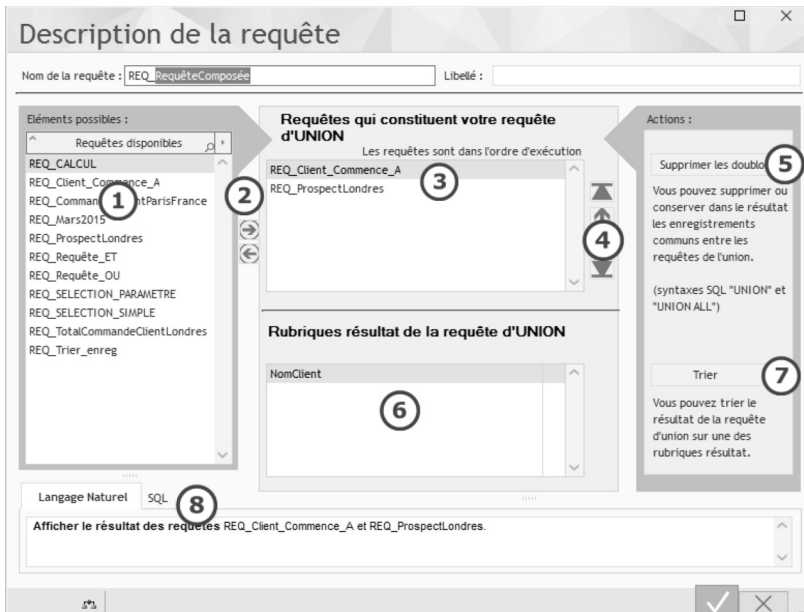 Description de la requête
Nom de la requête : REQ_RequêteComposée
Libellé :
Eléments possibles :
Requêtes disponibles
REQ_CALCUL
REQ_Client_Commence_A
REQ_Comman ntParisFrance
REQ_Mars2015
REQ_ProspectLondres
REQ_Requête_ET
REQ_Requête_OU
REQ_SELECTION_PARAMETRE
REQ_SELECTION_SIMPLE
REQ_TotalCommandeClientLondres
REQ_Trier_enreg
1
2
Requêtes qui constituent votre requête
d'UNION
Les requêtes sont dans l'ordre d'exécution
REQ_Client_Commence_A
REQ_ProspectLondres
3
4
Rubriques résultat de la requête d'UNION
NomClient
6
Actions :
Supprimer les doublo
5
Vous pouvez supprimer ou
conserver dans le résultat
les enregistrements
communs entre les
requêtes de l'union.
(syntaxes SQL "UNION" et
"UNION ALL")
Trier
7
Vous pouvez trier le
résultat de la requête
d'union sur une des
rubriques résultat.
Langage Naturel
SQL
8
Afficher le résultat des requêtes REQ_Client_Commence_A et REQ_ProspectLondres.